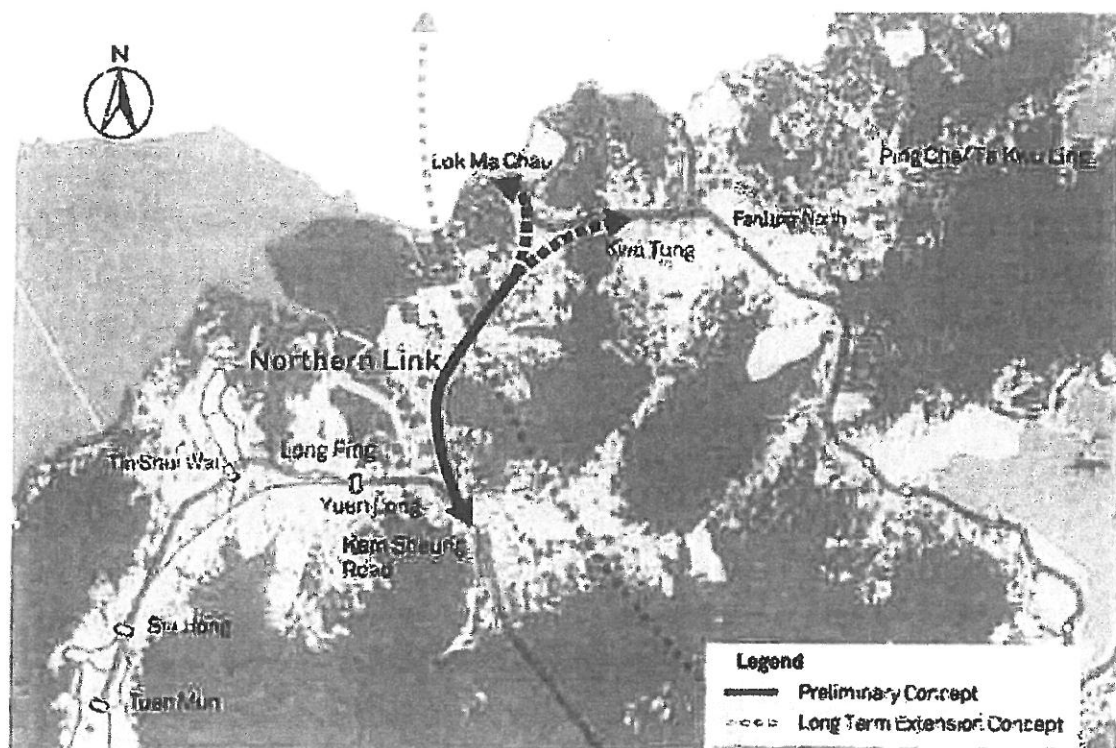 N
Lok Ma Chau
Ping Che/Ta Kwu Ling
Fanling North
Kwu Tung
Northern Link
Long Ping
Tin Shui Wai
Yuen Long
Kam Sheung
Road
Siu Hong
Tuen Mun
Legend
Preliminary Concept
Long Term Extension Concept